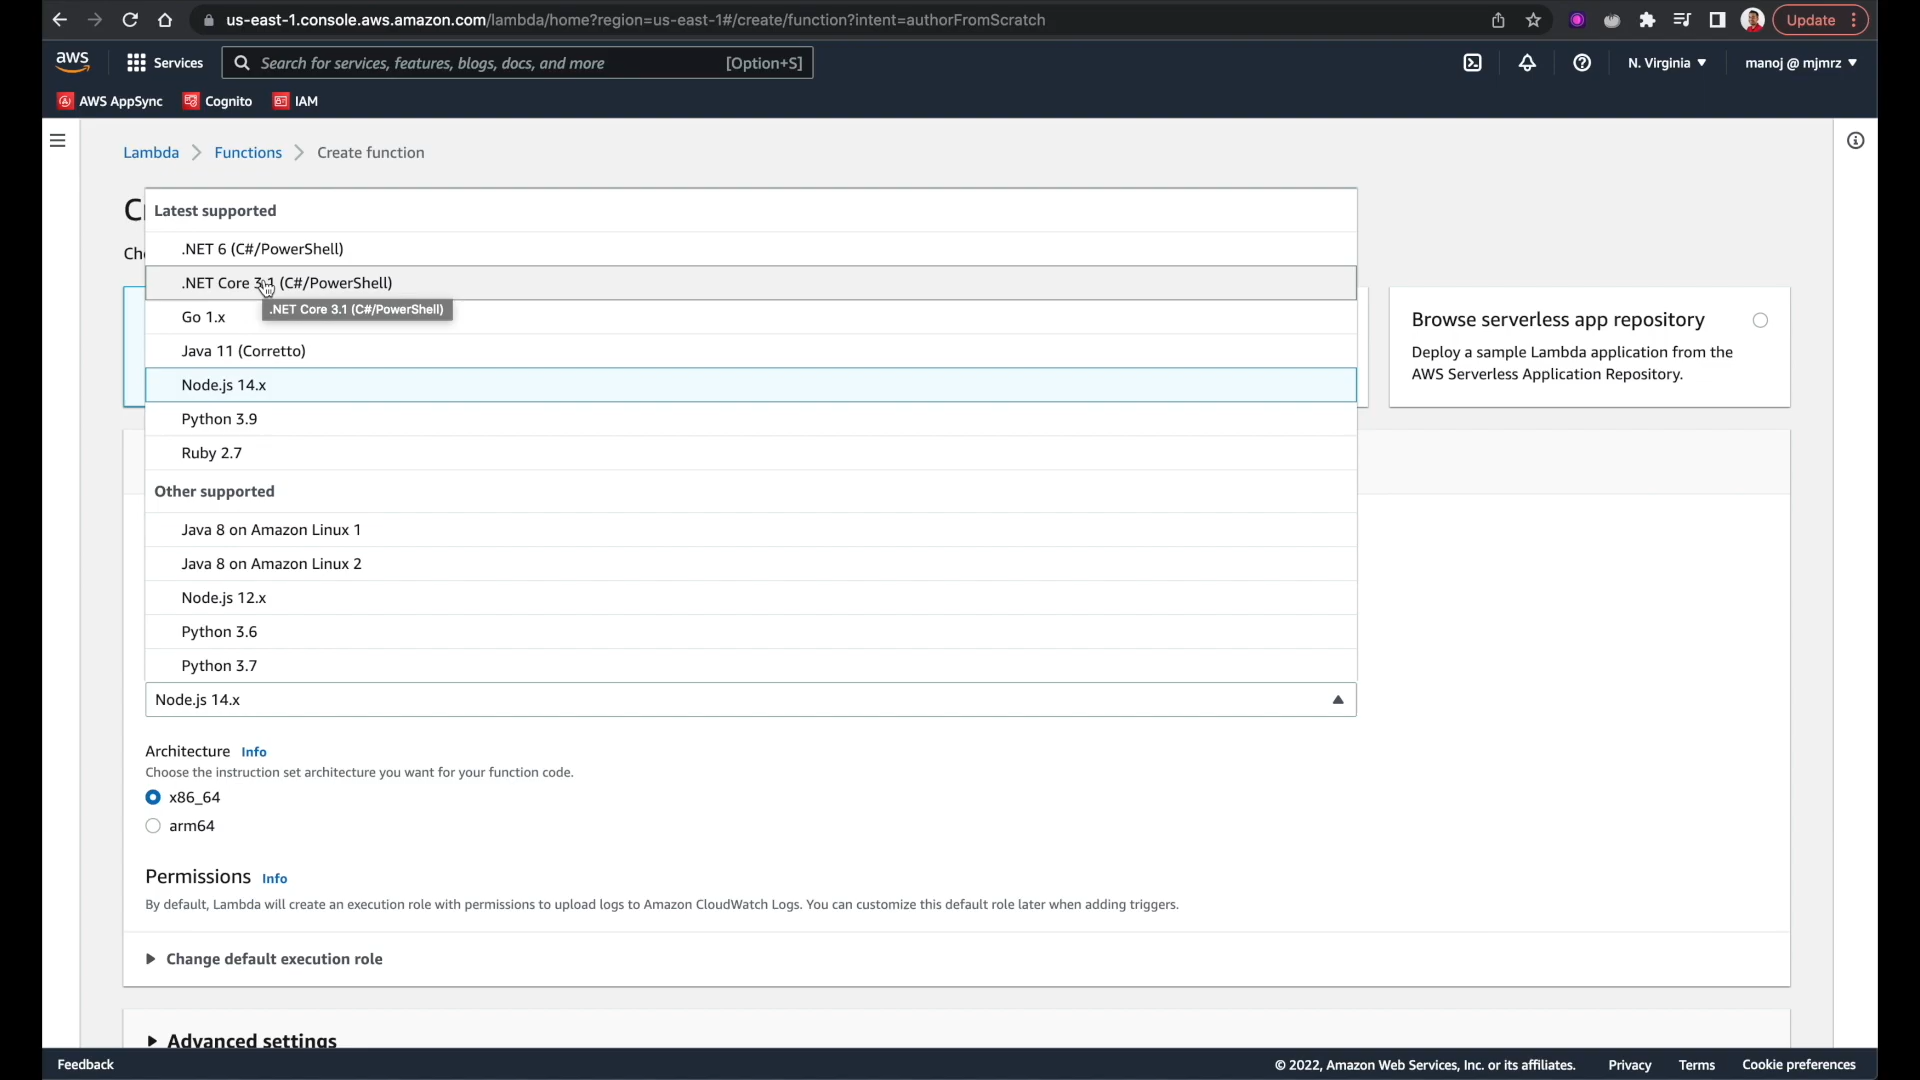 us-east-1.console.aws.amazon.com/lambda/home?region=us-east-1#/create/function?intent=authorFromScratch
Update
aws
Services
Search for services, features, blogs, docs, and more
[Option+S]
N. Virginia
manoj @ mjmrz
AWS AppSync
Cognito
IAM
Lambda
Functions
Create function
Latest supported
.NET 6 (C#/PowerShell)
.NET Core 3.1 (C#/PowerShell)
.NET Core 3.1 (C#/PowerShell)
Go 1.x
Java 11 (Corretto)
Node.js 14.x
Python 3.9
Ruby 2.7
Browse serverless app repository
Deploy a sample Lambda application from the
AWS Serverless Application Repository.
Other supported
Java 8 on Amazon Linux 1
Java 8 on Amazon Linux 2
Node.js 12.x
Python 3.6
Python 3.7
Node.js 14.x
Architecture Info
Choose the instruction set architecture you want for your function code.
x86_64
arm64
Permissions Info
By default, Lambda will create an execution role with permissions to upload logs to Amazon CloudWatch Logs. You can customize this default role later when adding triggers.
Change default execution role
Advanced settings
Feedback
© 2022, Amazon Web Services, Inc. or its affiliates.
Privacy
Terms
Cookie preferences